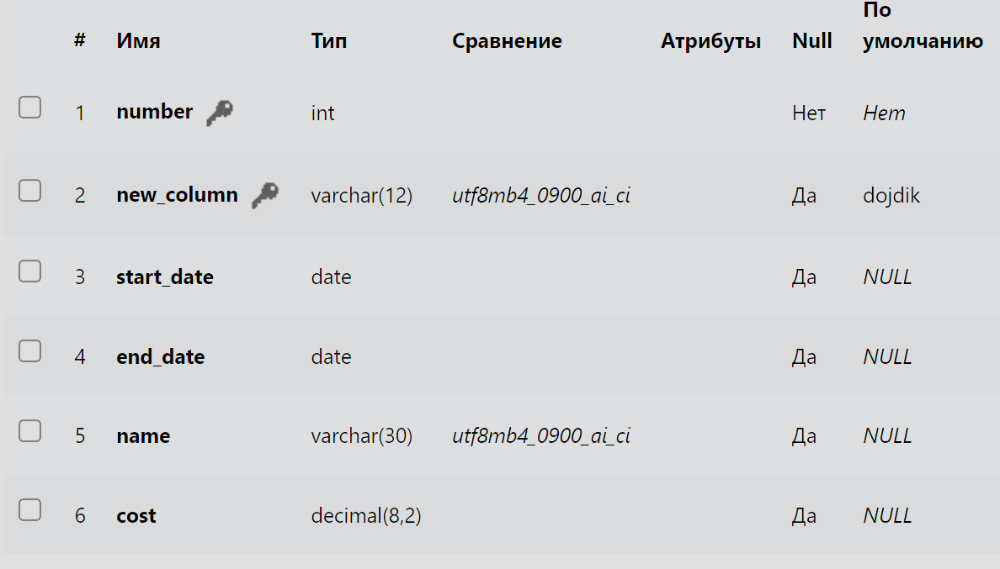 # Имя Тип Сравнение Атрибуты Null По умолчанию
1 number int Нет Нет
2 new_column varchar(12) utf8mb4_0900_ai_ci Да dojdik
3 start_date date Да NULL
4 end_date date Да NULL
5 name varchar(30) utf8mb4_0900_ai_ci Да NULL
6 cost decimal(8,2) Да NULL